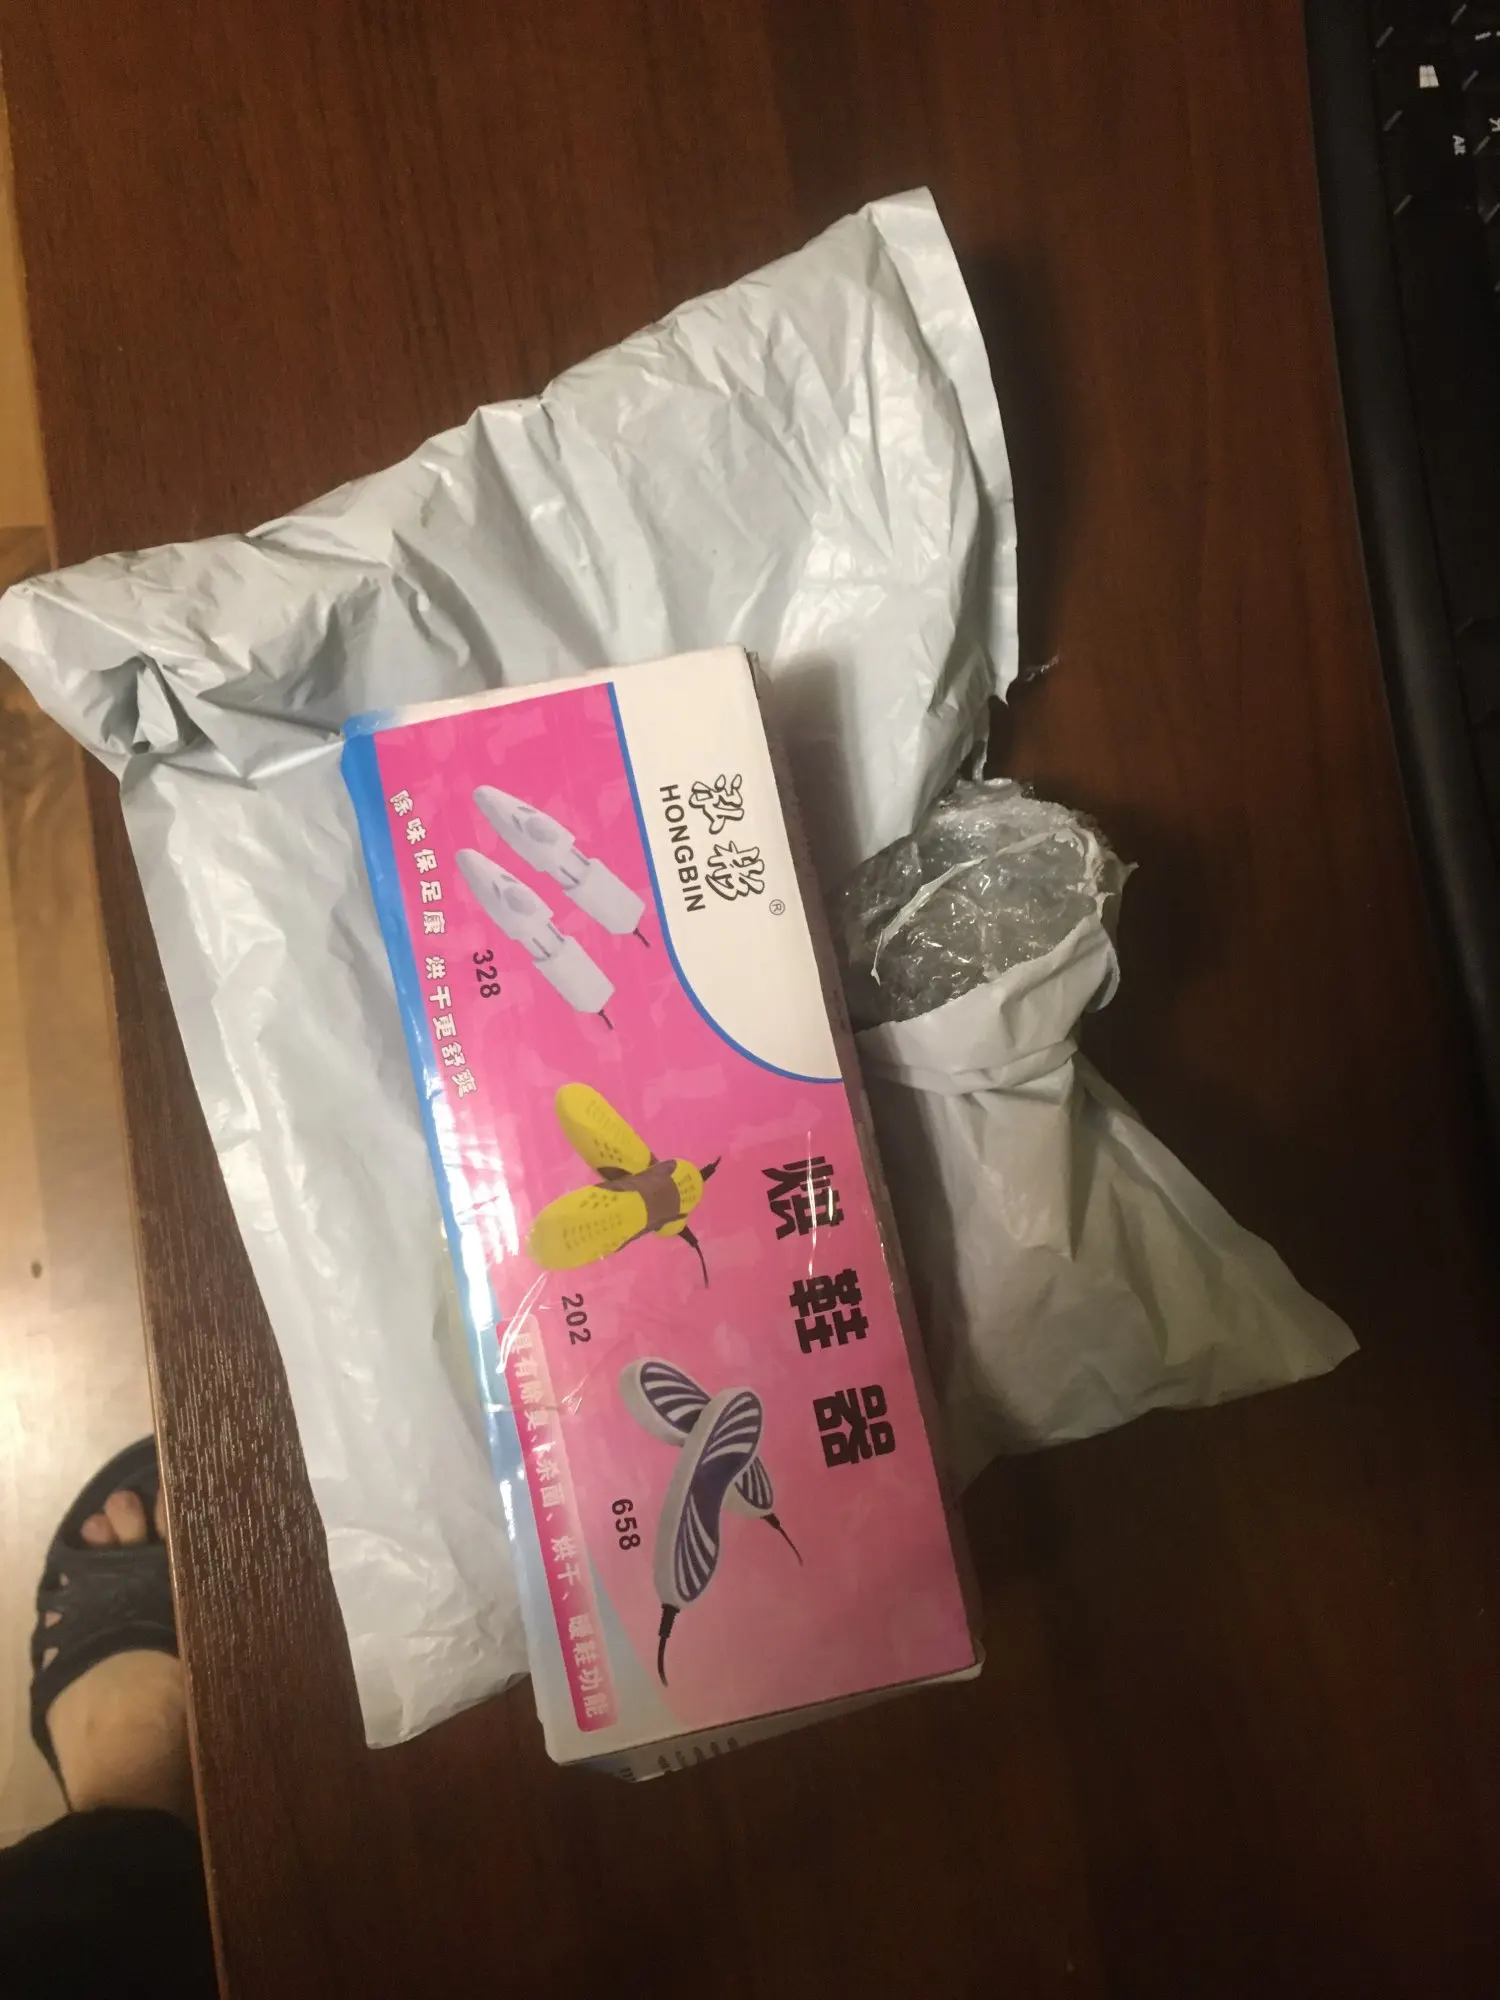 泓彬
®
HONGBIN
烘鞋器
328
202
658
除味保足康 烘干更舒爽
具有除臭、杀菌、烘干、暖鞋功能
Alt